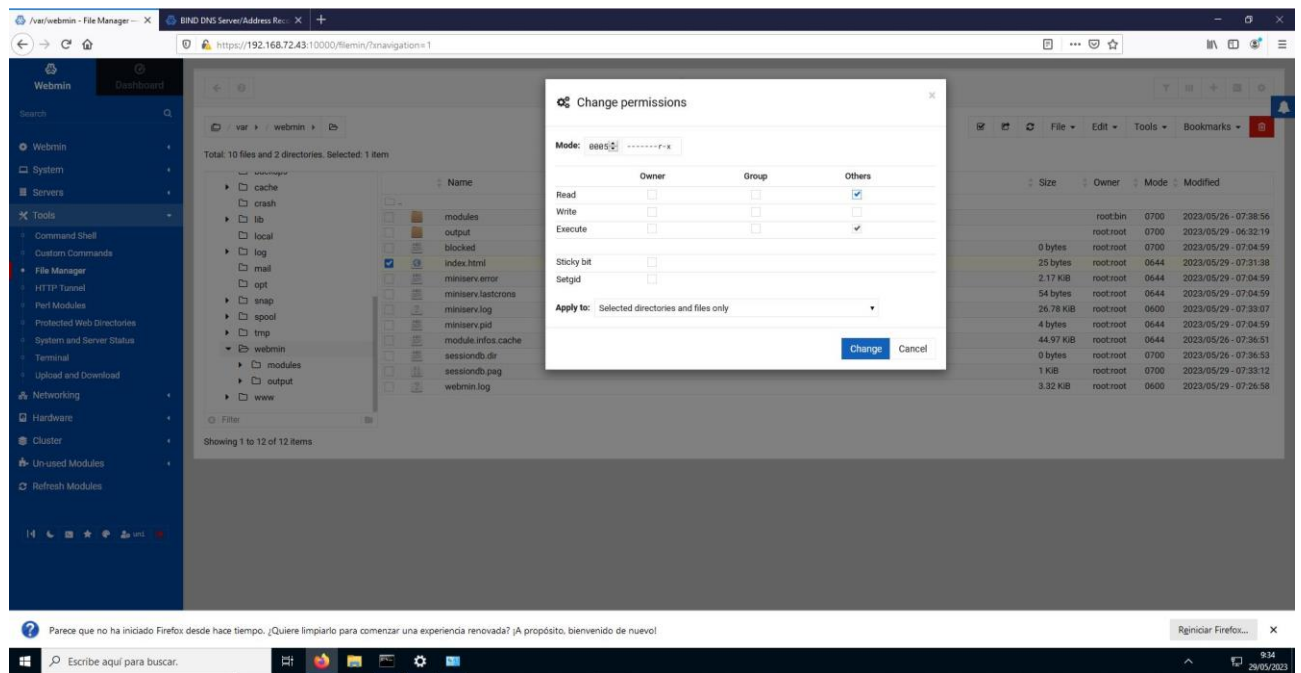 /var/webmin - File Manager —
BIND DNS Server/Address Rec
https://192.168.72.43:10000/filemin/?xnavigation=1
Webmin
Dashboard
Search
Webmin
System
Servers
Tools
Command Shell
Custom Commands
File Manager
HTTP Tunnel
Perl Modules
Protected Web Directories
System and Server Status
Terminal
Upload and Download
Networking
Hardware
Cluster
Un-used Modules
Refresh Modules
var
webmin
File
Edit
Tools
Bookmarks
Total: 10 files and 2 directories. Selected: 1 item
cache
crash
lib
local
log
mail
opt
snap
spool
tmp
webmin
modules
output
www
Filter
Showing 1 to 12 of 12 items
Name Size Owner Mode Modified
modules root:bin 0700 2023/05/26 - 07:38:56
output root:root 0700 2023/05/29 - 06:32:19
blocked 0 bytes root:root 0700 2023/05/29 - 07:04:59
index.html 25 bytes root:root 0644 2023/05/29 - 07:31:38
miniserv.error 2.17 KiB root:root 0644 2023/05/29 - 07:04:59
miniserv.lastcrons 54 bytes root:root 0644 2023/05/29 - 07:04:59
miniserv.log 26.78 KiB root:root 0600 2023/05/29 - 07:33:07
miniserv.pid 4 bytes root:root 0644 2023/05/29 - 07:04:59
module.infos.cache 44.97 KiB root:root 0644 2023/05/26 - 07:36:51
sessiondb.dir 0 bytes root:root 0700 2023/05/26 - 07:36:53
sessiondb.pag 1 KiB root:root 0700 2023/05/29 - 07:33:12
webmin.log 3.32 KiB root:root 0600 2023/05/29 - 07:26:58
Change permissions
Mode: 0005 -------r-x
Owner Group Others
Read
Write
Execute
Sticky bit
Setgid
Apply to: Selected directories and files only
Change Cancel
Parece que no ha iniciado Firefox desde hace tiempo. ¿Quiere limpiarlo para comenzar una experiencia renovada? ¡A propósito, bienvenido de nuevo!
Reiniciar Firefox...
Escribe aquí para buscar.
9:34
29/05/2023